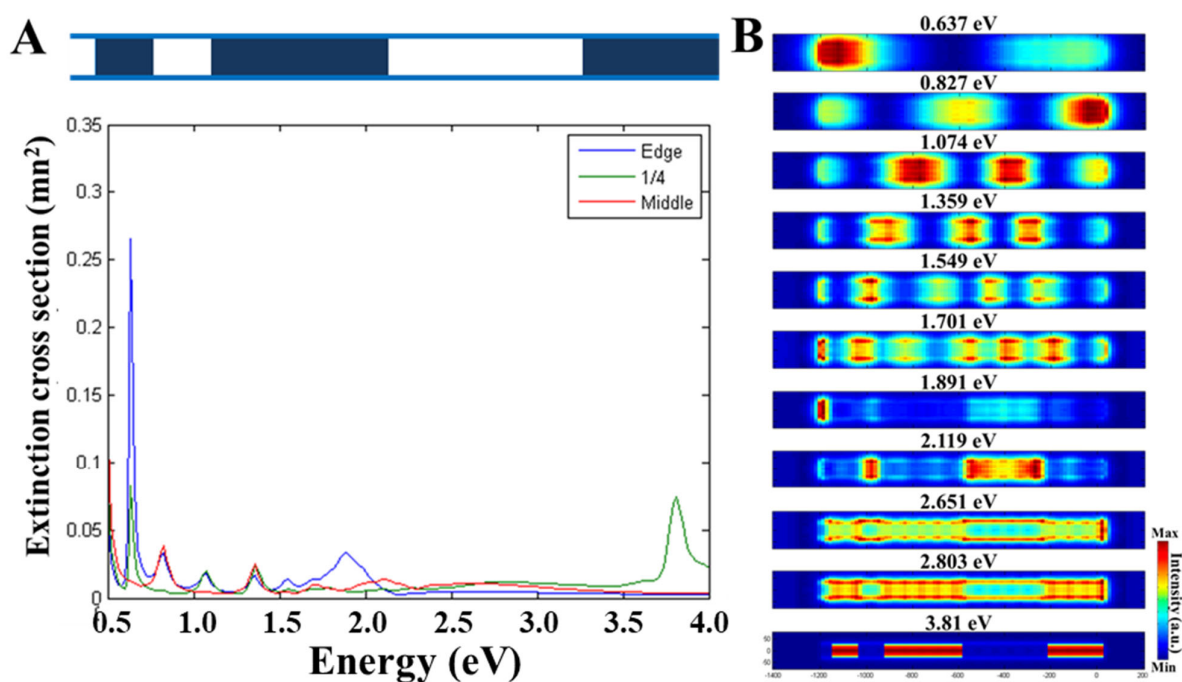 A
Extinction cross section (mm²)
0.35
0.3
0.25
0.2
0.15
0.1
0.05
0
Edge
1/4
Middle
0.5 1.0 1.5 2.0 2.5 3.0 3.5 4.0
Energy (eV)
B
0.637 eV
0.827 eV
1.074 eV
1.359 eV
1.549 eV
1.701 eV
1.891 eV
2.119 eV
2.651 eV
2.803 eV
3.81 eV
50
0
-50
-1400 -1200 -1000 -800 -600 -400 -200 0 200
Max
Intensity (a.u.)
Min